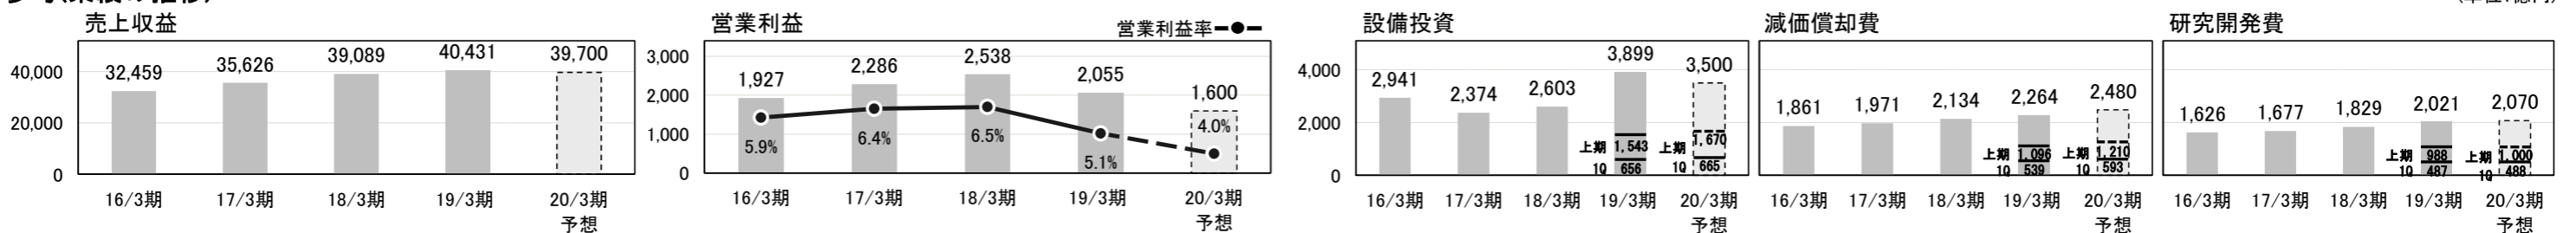 売上収益
40,000
20,000
0
32,459
35,626
39,089
40,431
39,700
16/3期
17/3期
18/3期
19/3期
20/3期
予想
営業利益
営業利益率
3,000
2,000
1,000
0
1,927
2,286
2,538
2,055
1,600
5.9%
6.4%
6.5%
5.1%
4.0%
16/3期
17/3期
18/3期
19/3期
20/3期
予想
設備投資
4,000
2,000
0
2,941
2,374
2,603
3,899
3,500
上期 1,543
1Q 656
上期 1,670
1Q 665
16/3期
17/3期
18/3期
19/3期
20/3期
予想
減価償却費
1,861
1,971
2,134
2,264
2,480
上期 1,096
1Q 539
上期 1,210
1Q 593
16/3期
17/3期
18/3期
19/3期
20/3期
予想
研究開発費
1,626
1,677
1,829
2,021
2,070
上期 988
1Q 487
上期 1,000
1Q 488
16/3期
17/3期
18/3期
19/3期
20/3期
予想